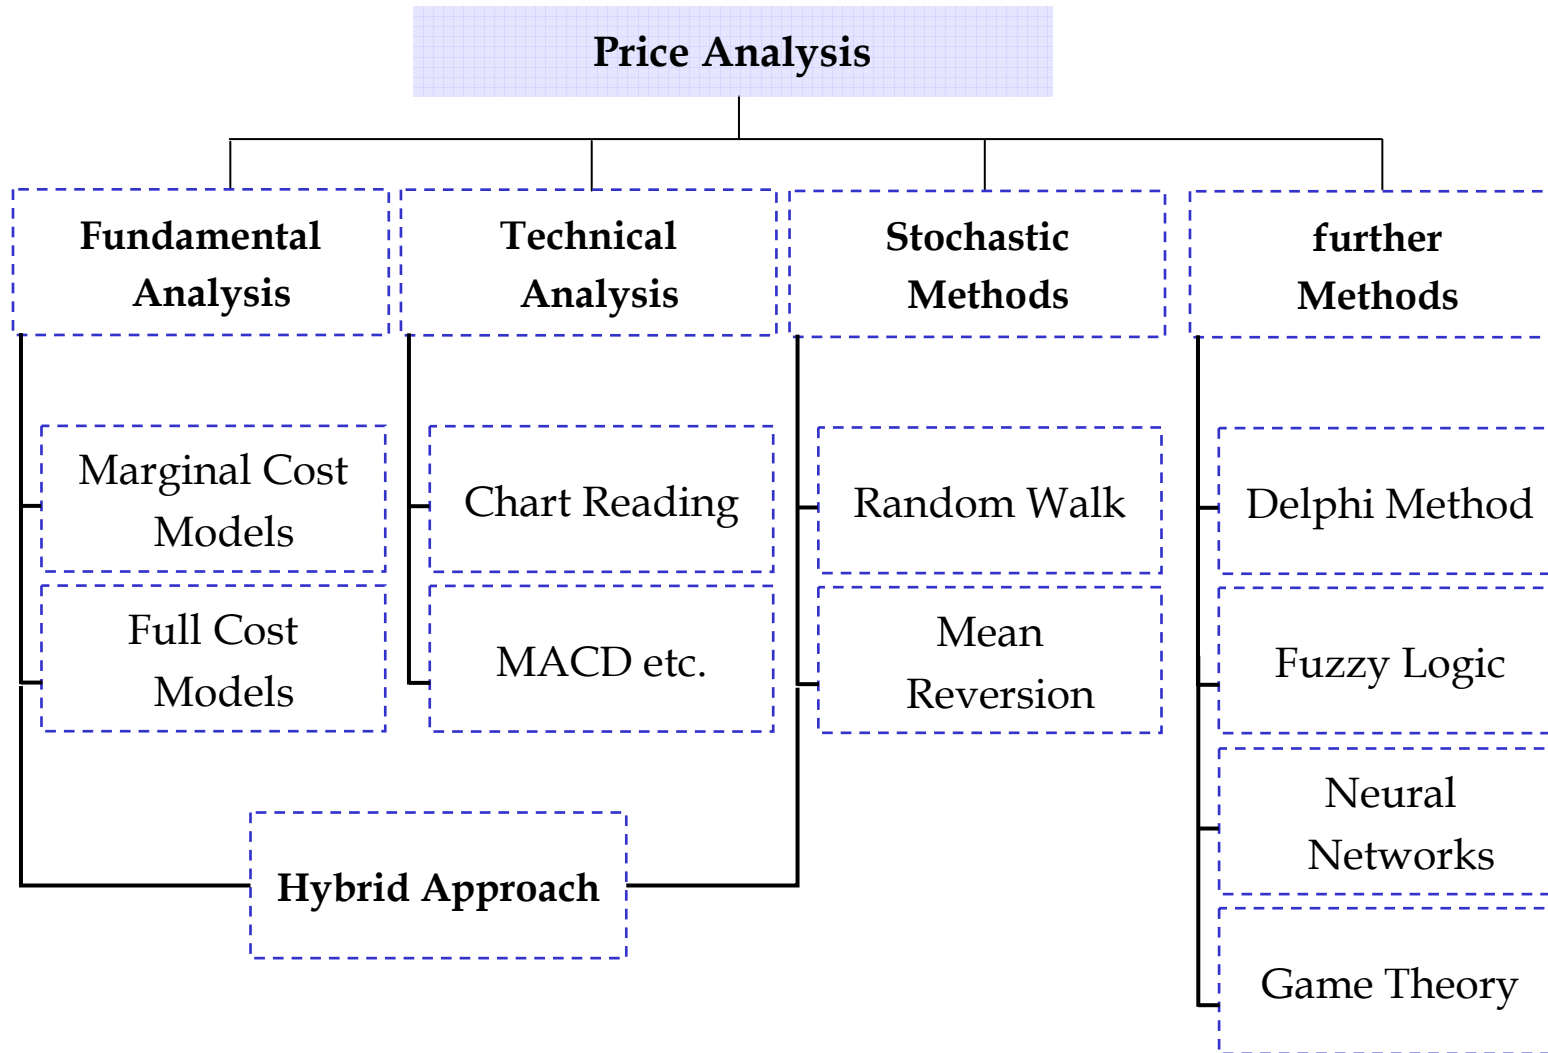 Price Analysis
Fundamental
Analysis
Technical
Analysis
Stochastic
Methods
further
Methods
Marginal Cost
Models
Chart Reading
Random Walk
Delphi Method
Full Cost
Models
MACD etc.
Mean
Reversion
Fuzzy Logic
Neural
Networks
Hybrid Approach
Game Theory